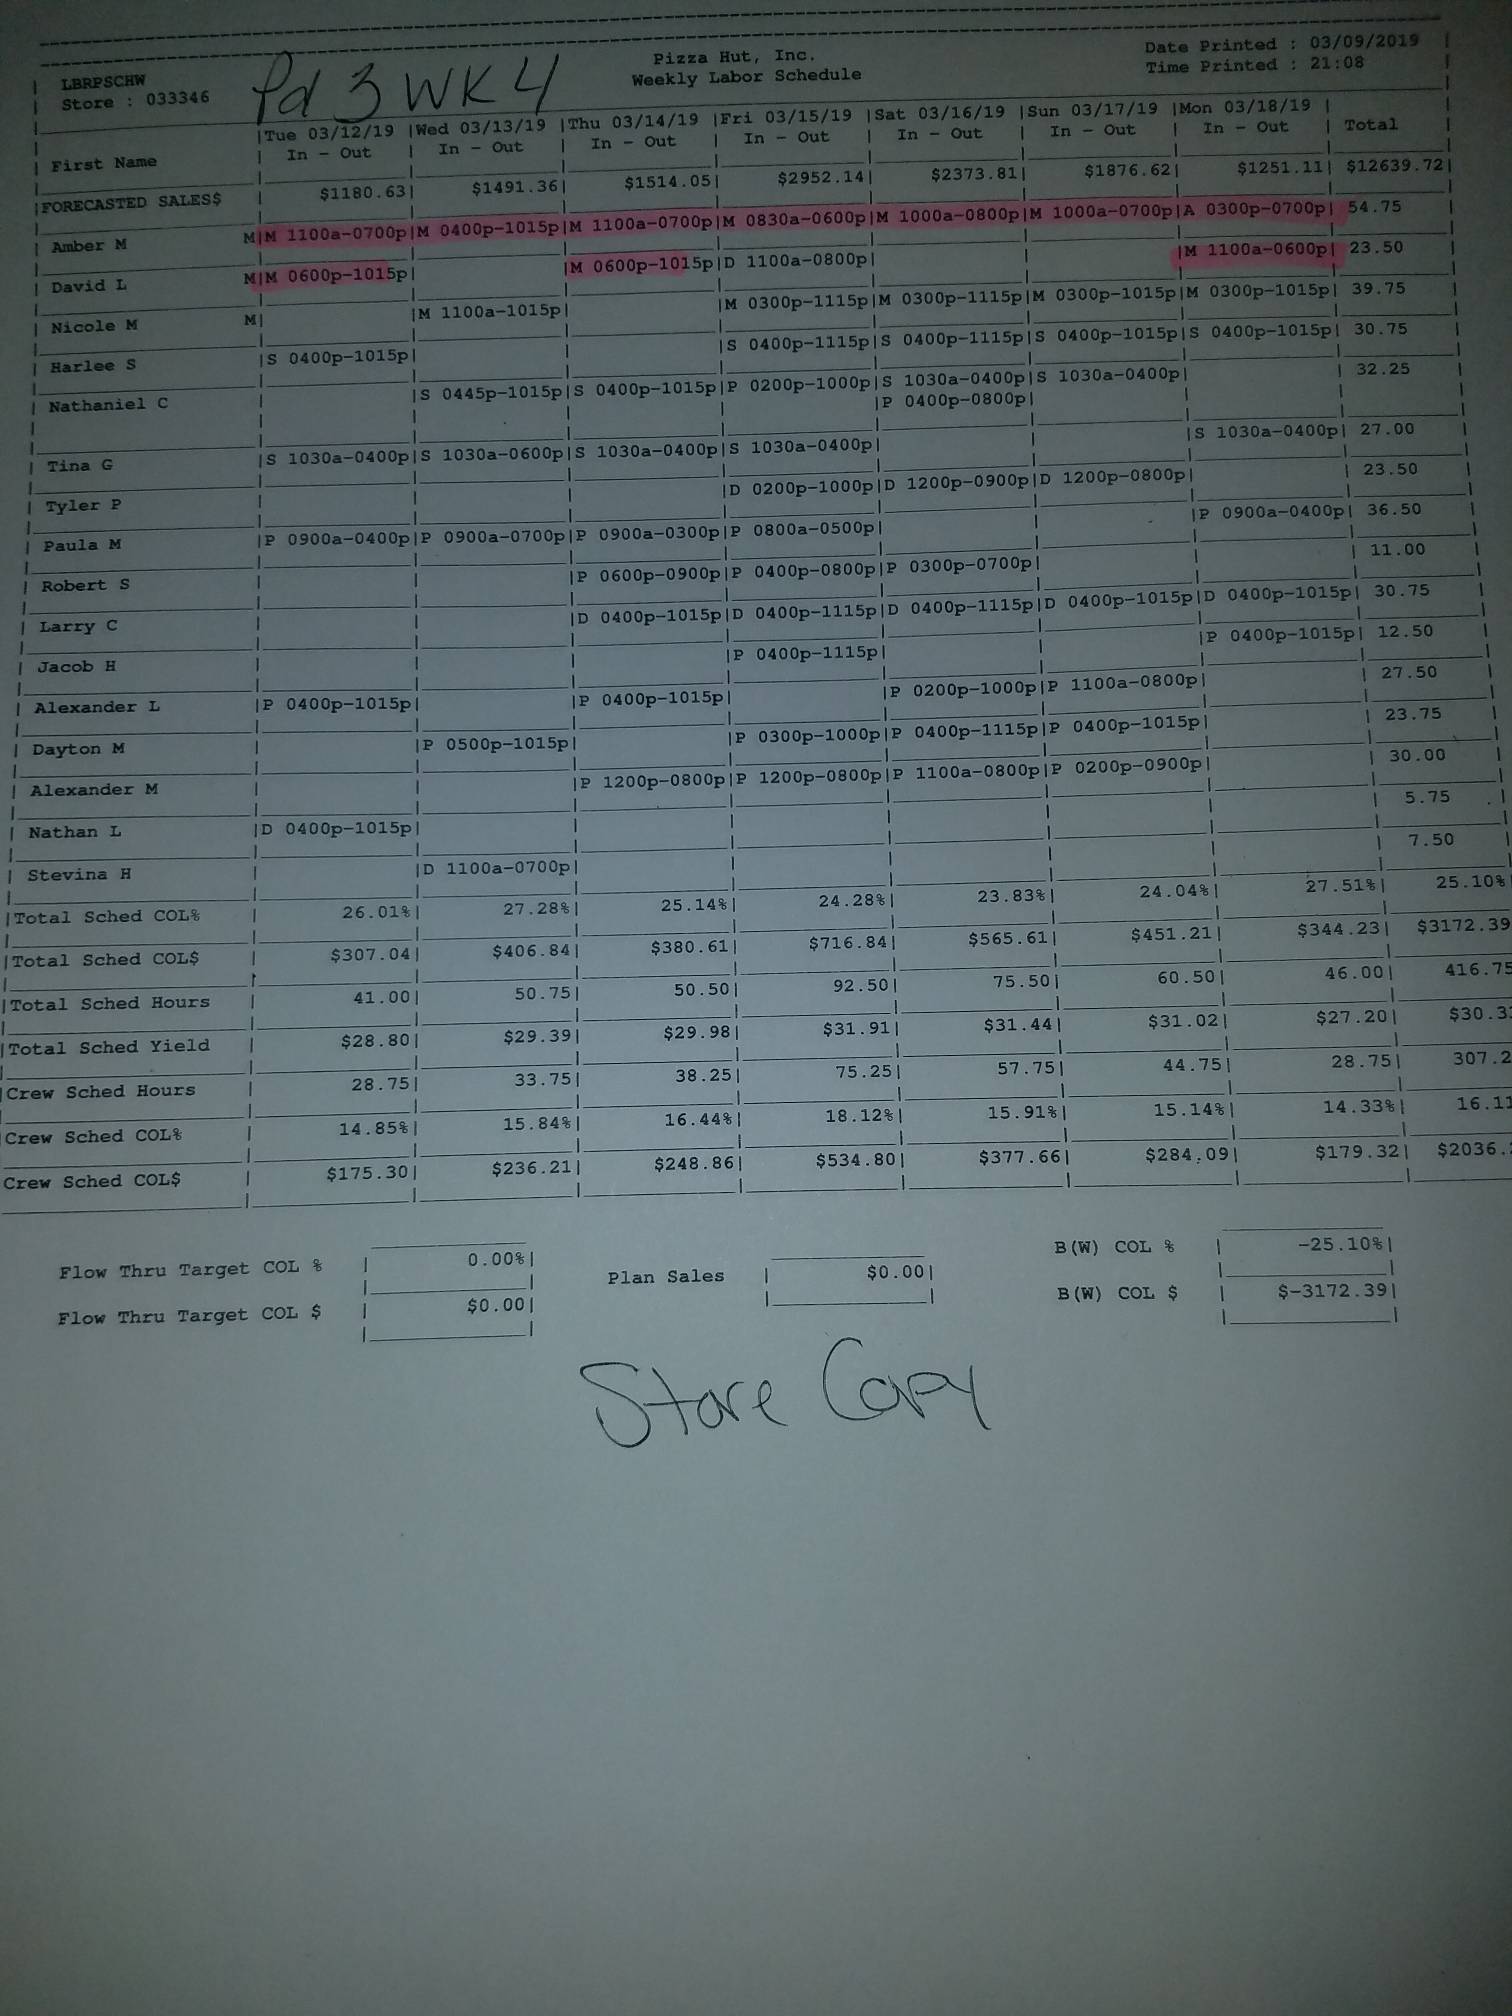 Pizza Hut, Inc.
Weekly Labor Schedule
Date Printed : 03/09/2019
Time Printed : 21:08
LBRPSCHW
Store : 033346
Pd 3 WK 4
First Name |Tue 03/12/19 |Wed 03/13/19 |Thu 03/14/19 |Fri 03/15/19 |Sat 03/16/19 |Sun 03/17/19 |Mon 03/18/19 | Total
In - Out | In - Out | In - Out | In - Out | In - Out | In - Out | In - Out
FORECASTED SALES$ | $1180.63| $1491.36| $1514.05| $2952.14| $2373.81| $1876.62| $1251.11| $12639.72|
Amber M M|M 1100a-0700p|M 0400p-1015p|M 1100a-0700p|M 0830a-0600p|M 1000a-0800p|M 1000a-0700p|A 0300p-0700p| 54.75
David L M|M 0600p-1015p| |M 0600p-1015p|D 1100a-0800p| | |M 1100a-0600p| 23.50
Nicole M M| |M 1100a-1015p| |M 0300p-1115p|M 0300p-1115p|M 0300p-1015p|M 0300p-1015p| 39.75
Harlee S |S 0400p-1015p| | |S 0400p-1115p|S 0400p-1115p|S 0400p-1015p|S 0400p-1015p| 30.75
Nathaniel C | |S 0445p-1015p|S 0400p-1015p|P 0200p-1000p|S 1030a-0400p|S 1030a-0400p| | 32.25
|P 0400p-0800p|
Tina G |S 1030a-0400p|S 1030a-0600p|S 1030a-0400p|S 1030a-0400p| | |S 1030a-0400p| 27.00
Tyler P | | | |D 0200p-1000p|D 1200p-0900p|D 1200p-0800p| | 23.50
Paula M |P 0900a-0400p|P 0900a-0700p|P 0900a-0300p|P 0800a-0500p| | |P 0900a-0400p| 36.50
Robert S | | |P 0600p-0900p|P 0400p-0800p|P 0300p-0700p| | | 11.00
Larry C | | |D 0400p-1015p|D 0400p-1115p|D 0400p-1115p|D 0400p-1015p|D 0400p-1015p| 30.75
Jacob H | | | |P 0400p-1115p| | |P 0400p-1015p| 12.50
Alexander L |P 0400p-1015p| |P 0400p-1015p| |P 0200p-1000p|P 1100a-0800p| | 27.50
Dayton M | |P 0500p-1015p| |P 0300p-1000p|P 0400p-1115p|P 0400p-1015p| | 23.75
Alexander M | | |P 1200p-0800p|P 1200p-0800p|P 1100a-0800p|P 0200p-0900p| | 30.00
Nathan L |D 0400p-1015p| | | | | | | 5.75
Stevina H | |D 1100a-0700p| | | | | | 7.50
Total Sched COL% | 26.01%| 27.28%| 25.14%| 24.28%| 23.83%| 24.04%| 27.51%| 25.10%
Total Sched COL$ | $307.04| $406.84| $380.61| $716.84| $565.61| $451.21| $344.23| $3172.39
Total Sched Hours | 41.00| 50.75| 50.50| 92.50| 75.50| 60.50| 46.00| 416.75
Total Sched Yield | $28.80| $29.39| $29.98| $31.91| $31.44| $31.02| $27.20| $30.3
Crew Sched Hours | 28.75| 33.75| 38.25| 75.25| 57.75| 44.75| 28.75| 307.2
Crew Sched COL% | 14.85%| 15.84%| 16.44%| 18.12%| 15.91%| 15.14%| 14.33%| 16.11
Crew Sched COL$ | $175.30| $236.21| $248.86| $534.80| $377.66| $284.09| $179.32| $2036.
Flow Thru Target COL % | 0.00%| Plan Sales | $0.00| B(W) COL % | -25.10%|
Flow Thru Target COL $ | $0.00| B(W) COL $ | $-3172.39|
Store Copy